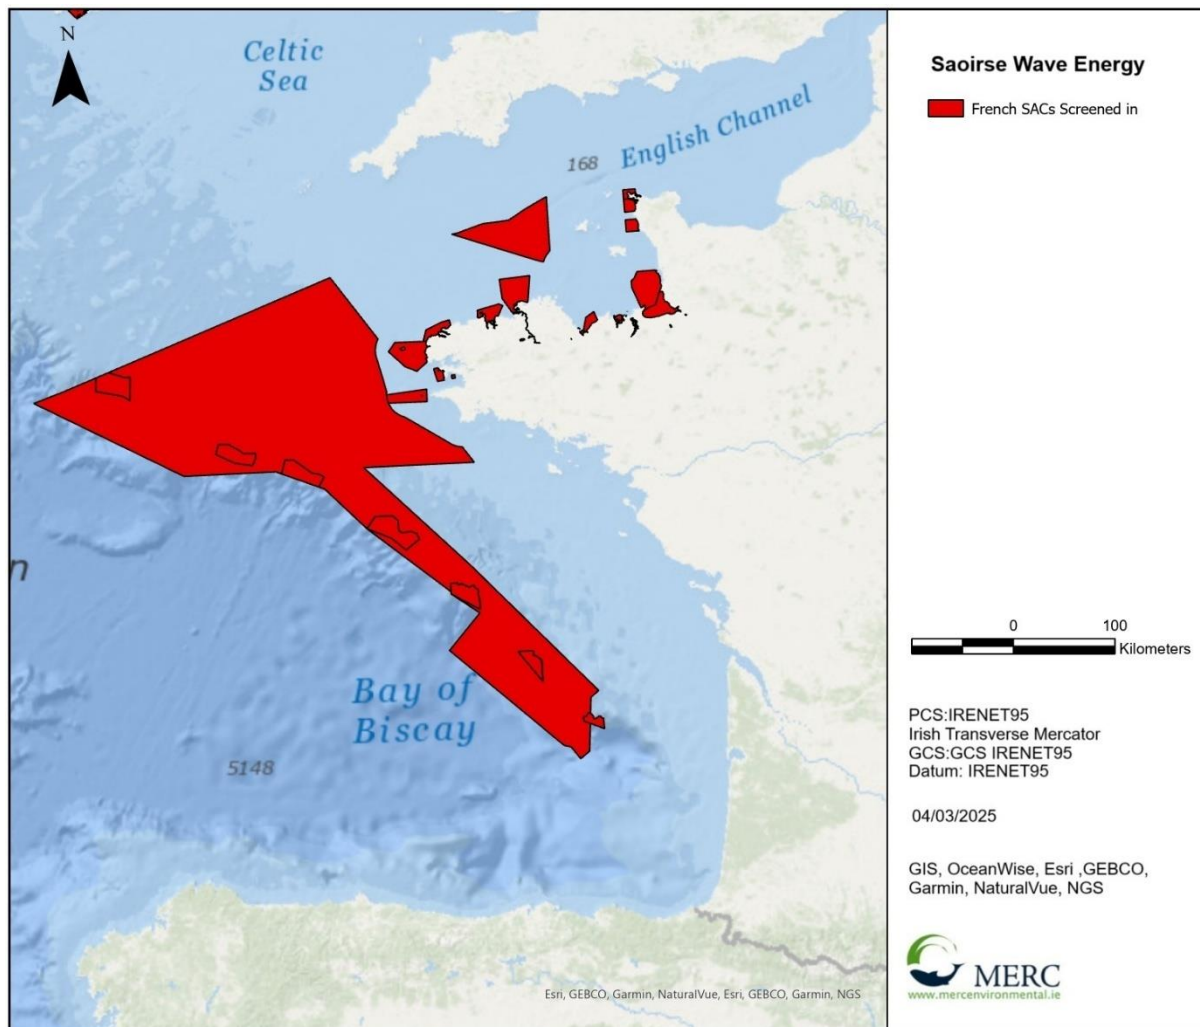 N
Celtic
Sea
168
English Channel
n
Bay of
Biscay
5148
Esri, GEBCO, Garmin, NaturalVue, Esri, GEBCO, Garmin, NGS
Saoirse Wave Energy
French SACs Screened in
0 100
Kilometers
PCS:IRENET95
Irish Transverse Mercator
GCS:GCS IRENET95
Datum: IRENET95
04/03/2025
GIS, OceanWise, Esri ,GEBCO,
Garmin, NaturalVue, NGS
MERC
www.mercenvironmental.ie